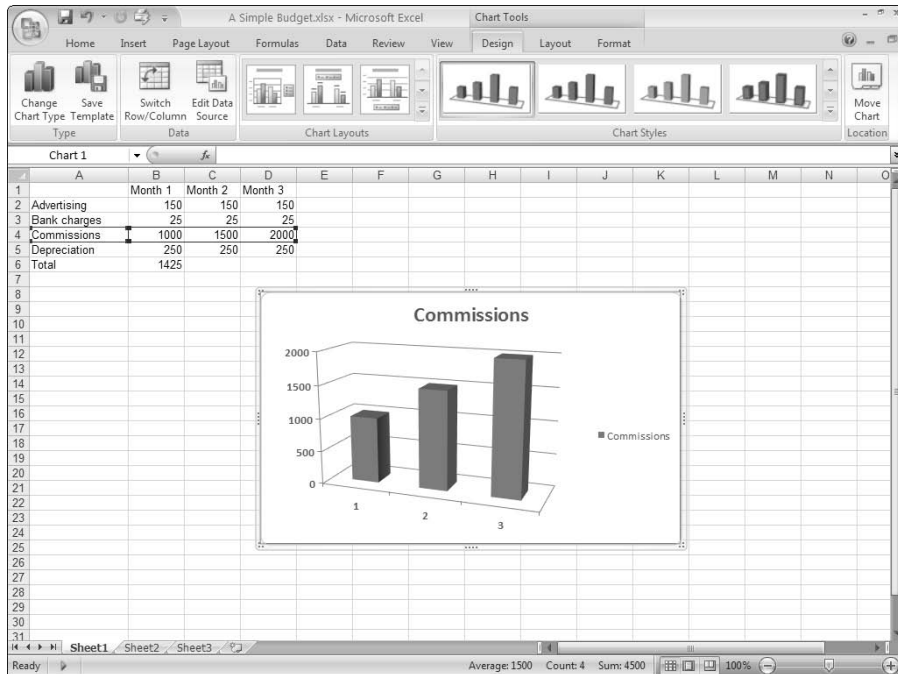 A Simple Budget.xlsx - Microsoft Excel Chart Tools
Home Insert Page Layout Formulas Data Review View Design Layout Format
Change Chart Type Save Template Switch Row/Column Edit Data Source Move Chart
Type Data Chart Layouts Chart Styles Location
Chart 1 fx
A B C D E F G H I J K L M N O
1 Month 1 Month 2 Month 3
2 Advertising 150 150 150
3 Bank charges 25 25 25
4 Commissions 1000 1500 2000
5 Depreciation 250 250 250
6 Total 1425
7
8
9
10
11
12
13
14
15
16
17
18
19
20
21
22
23
24
25
26
27
28
29
30
31
Commissions
2000
1500
1000
500
0
1
2
3
Commissions
Sheet1 Sheet2 Sheet3
Ready Average: 1500 Count: 4 Sum: 4500 100%